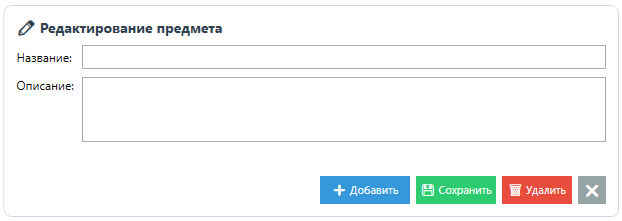 Редактирование предмета
Название:
Описание:
Добавить Сохранить Удалить